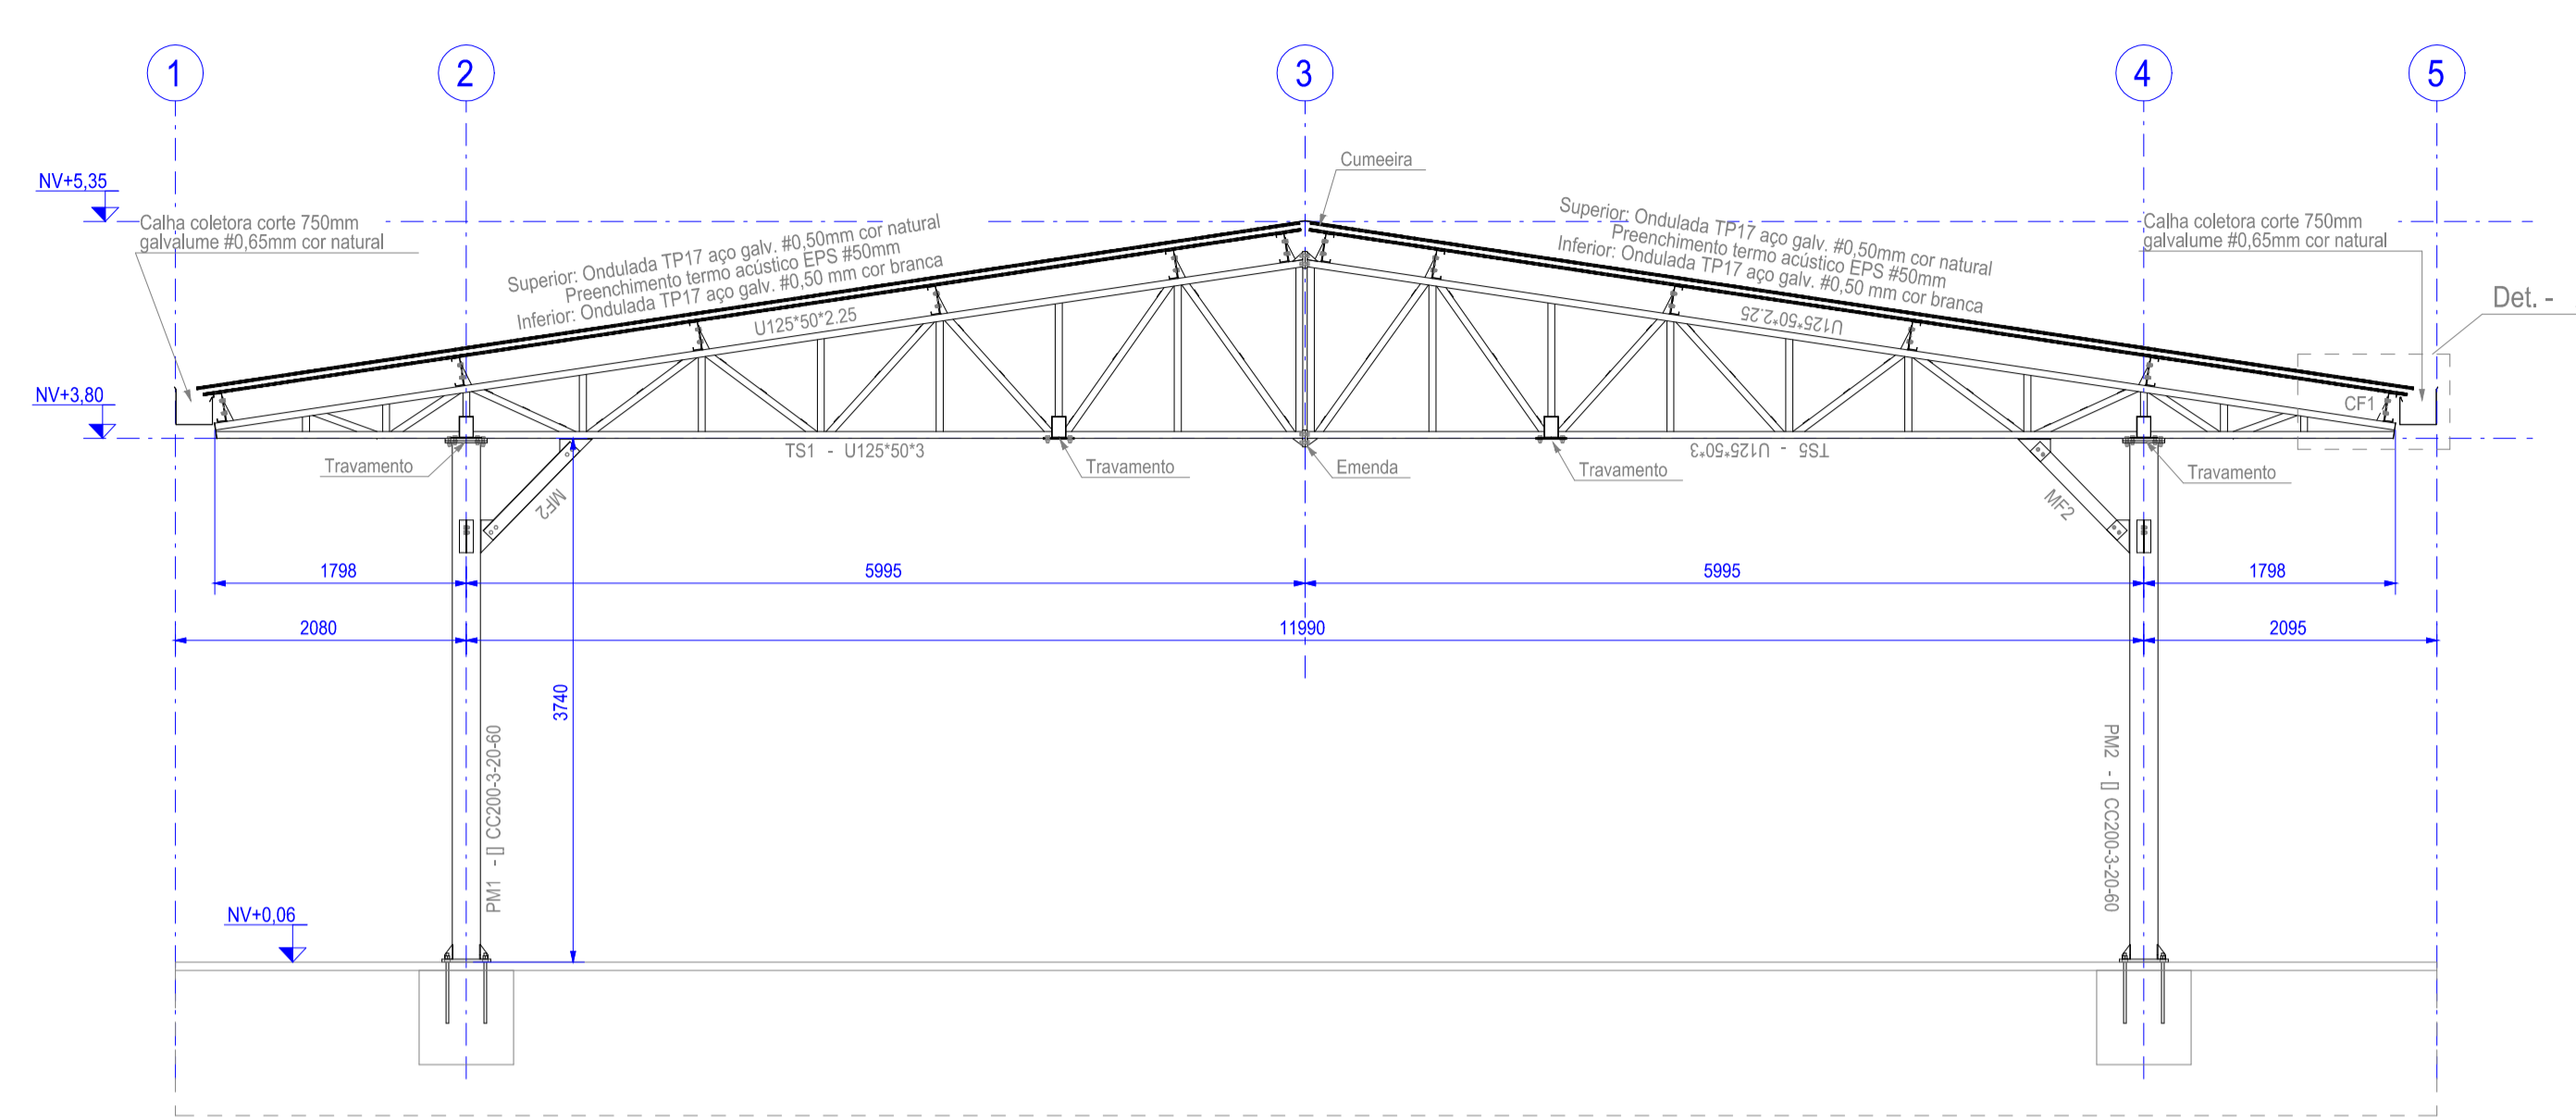 1
2
3
4
5
NV+5,35
Cumeeira
Calha coletora corte 750mm
galvalume #0,65mm cor natural
Superior: Ondulada TP17 aço galv. #0,50mm cor natural
Preenchimento termo acústico EPS #50mm
Inferior: Ondulada TP17 aço galv. #0,50 mm cor branca
U125*50*2.25
Superior: Ondulada TP17 aço galv. #0,50mm cor natural
Preenchimento termo acústico EPS #50mm
Inferior: Ondulada TP17 aço galv. #0,50 mm cor branca
U125*50*2.25
Calha coletora corte 750mm
galvalume #0,65mm cor natural
Det. -
NV+3,80
CF1
TS1 - U125*50*3
TS5 - U125*50*3
Travamento
Travamento
Emenda
Travamento
Travamento
MF2
MF2
1798
5995
5995
1798
2080
11990
2095
3740
PM1 - [] CC200-3-20-60
PM2 - [] CC200-3-20-60
NV+0,06